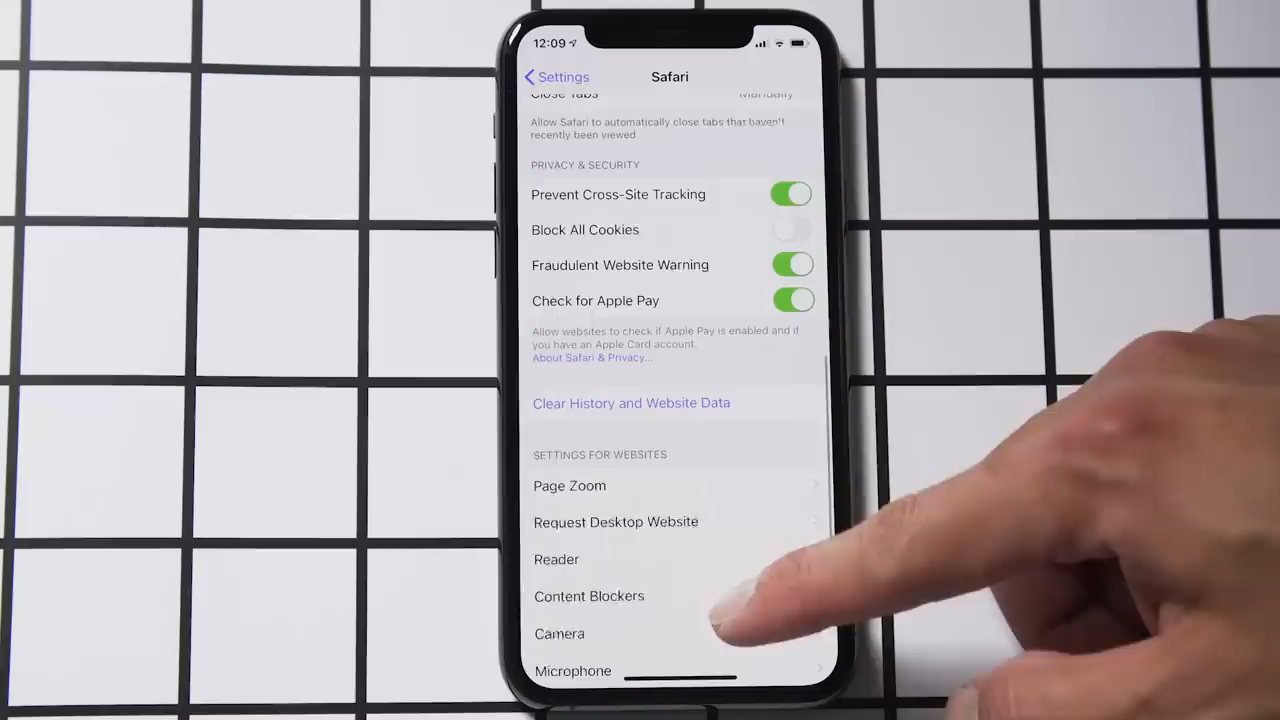 12:09
Settings
Safari
Close Tabs Manually
Allow Safari to automatically close tabs that haven't
recently been viewed
PRIVACY & SECURITY
Prevent Cross-Site Tracking
Block All Cookies
Fraudulent Website Warning
Check for Apple Pay
Allow websites to check if Apple Pay is enabled and if
you have an Apple Card account.
About Safari & Privacy...
Clear History and Website Data
SETTINGS FOR WEBSITES
Page Zoom
Request Desktop Website
Reader
Content Blockers
Camera
Microphone